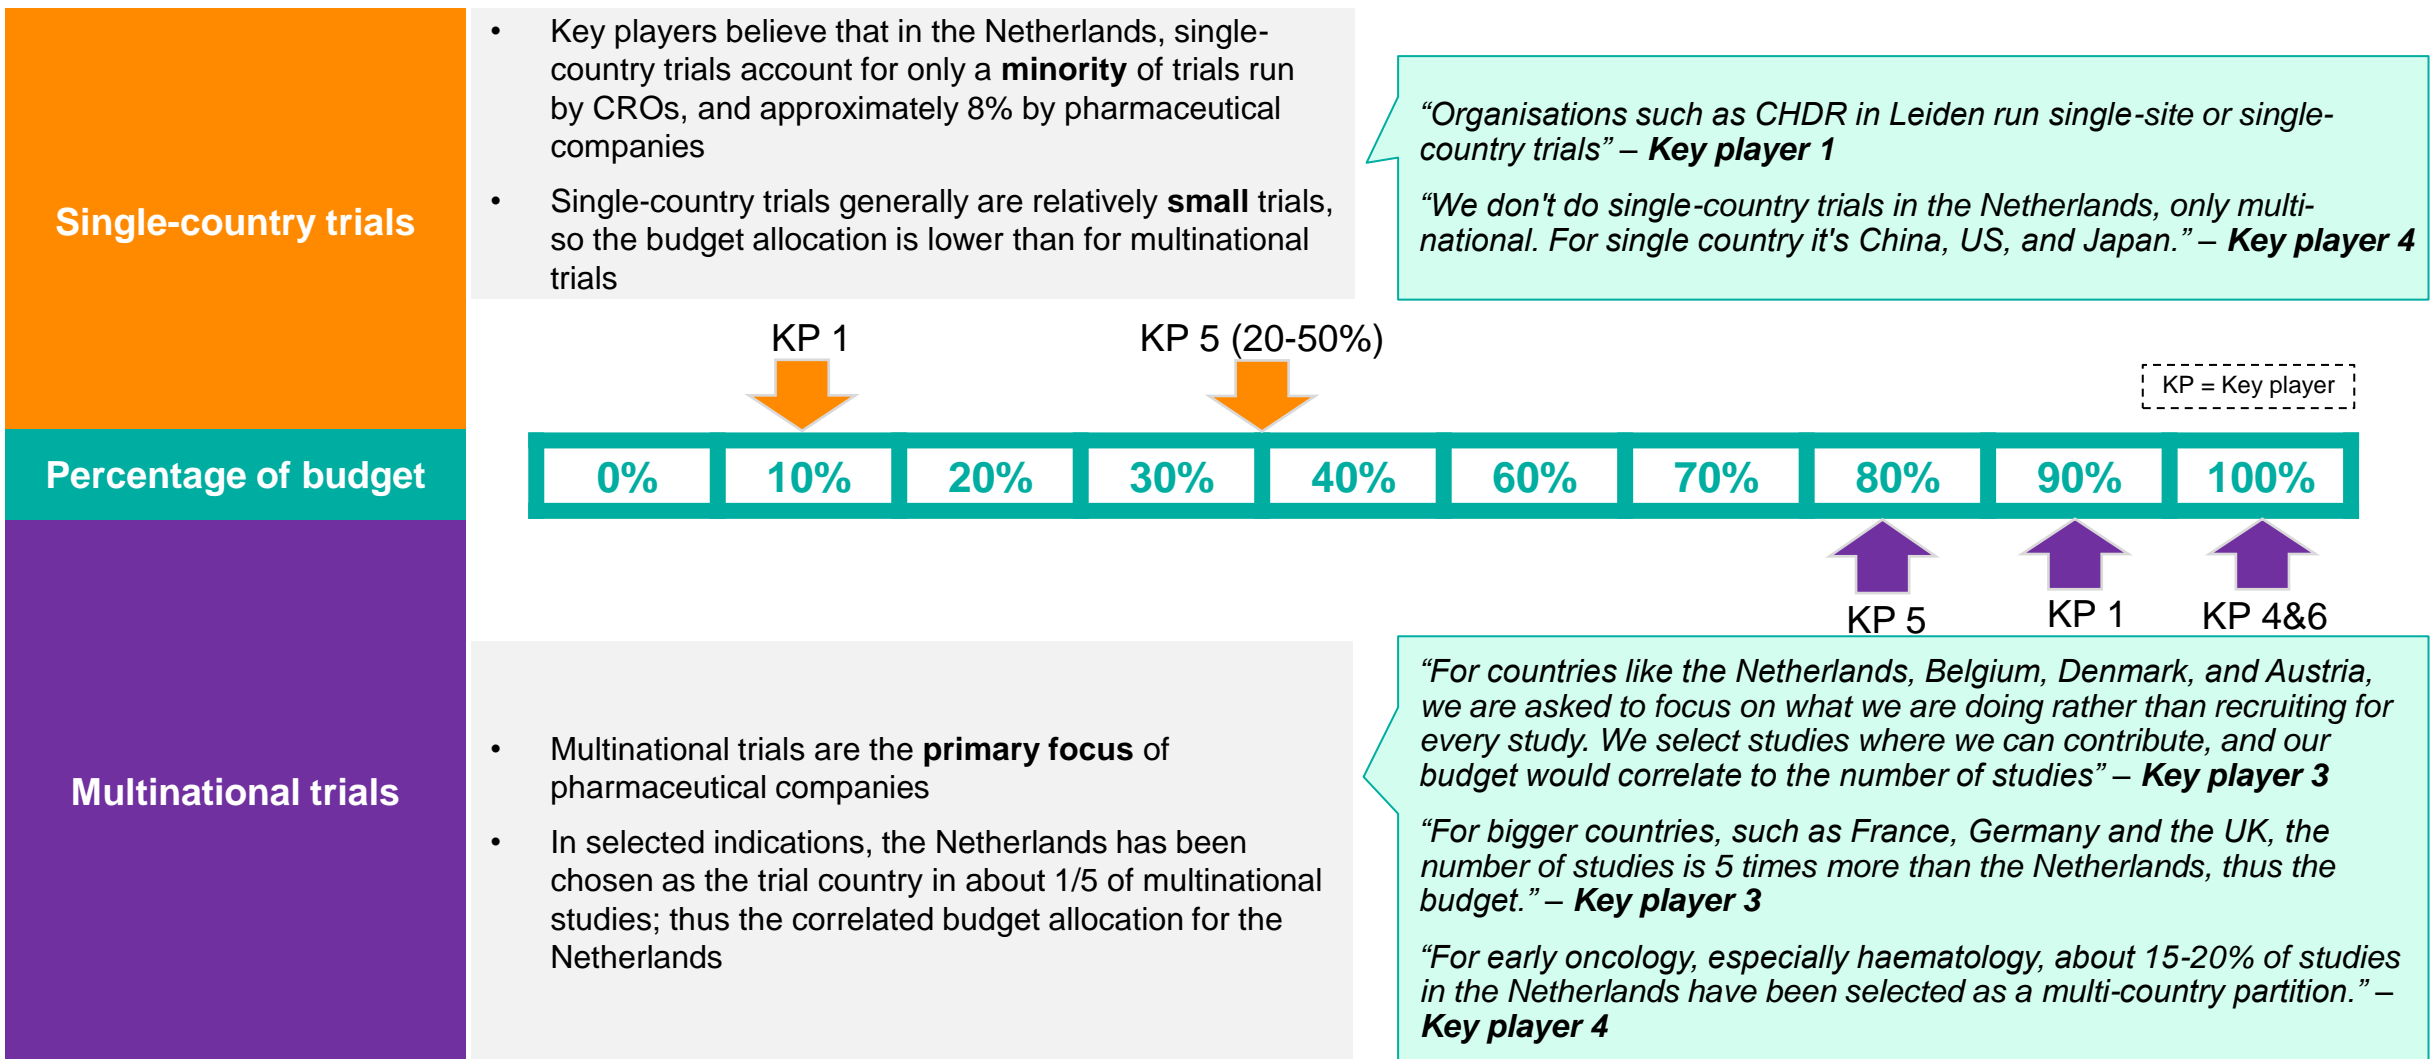 Single-country trials
• Key players believe that in the Netherlands, single-
country trials account for only a minority of trials run
by CROs, and approximately 8% by pharmaceutical
companies
• Single-country trials generally are relatively small trials,
so the budget allocation is lower than for multinational
trials
“Organisations such as CHDR in Leiden run single-site or single-
country trials” – Key player 1
“We don't do single-country trials in the Netherlands, only multi-
national. For single country it's China, US, and Japan.” – Key player 4
KP 1
KP 5 (20-50%)
KP = Key player
Percentage of budget
0% 10% 20% 30% 40% 60% 70% 80% 90% 100%
KP 5
KP 1
KP 4&6
Multinational trials
• Multinational trials are the primary focus of
pharmaceutical companies
• In selected indications, the Netherlands has been
chosen as the trial country in about 1/5 of multinational
studies; thus the correlated budget allocation for the
Netherlands
“For countries like the Netherlands, Belgium, Denmark, and Austria,
we are asked to focus on what we are doing rather than recruiting for
every study. We select studies where we can contribute, and our
budget would correlate to the number of studies” – Key player 3
“For bigger countries, such as France, Germany and the UK, the
number of studies is 5 times more than the Netherlands, thus the
budget.” – Key player 3
“For early oncology, especially haematology, about 15-20% of studies
in the Netherlands have been selected as a multi-country partition.” –
Key player 4